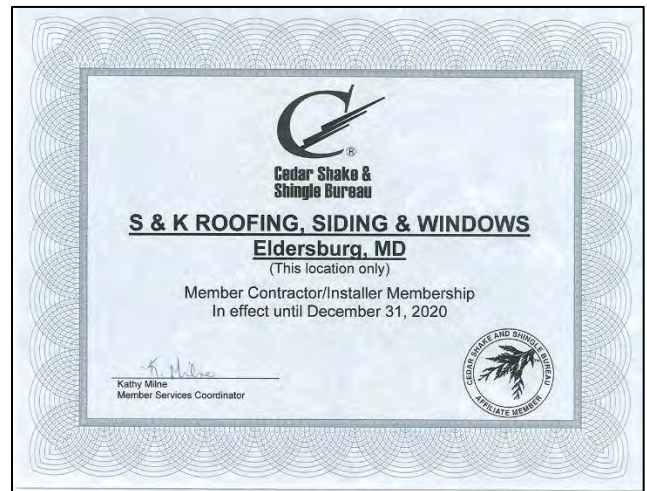 C
®
Cedar Shake &
Shingle Bureau
S & K ROOFING, SIDING & WINDOWS
Eldersburg, MD
(This location only)
Member Contractor/Installer Membership
In effect until December 31, 2020
K. Milne
Kathy Milne
Member Services Coordinator
CEDAR SHAKE AND SHINGLE BUREAU
AFFILIATE MEMBER